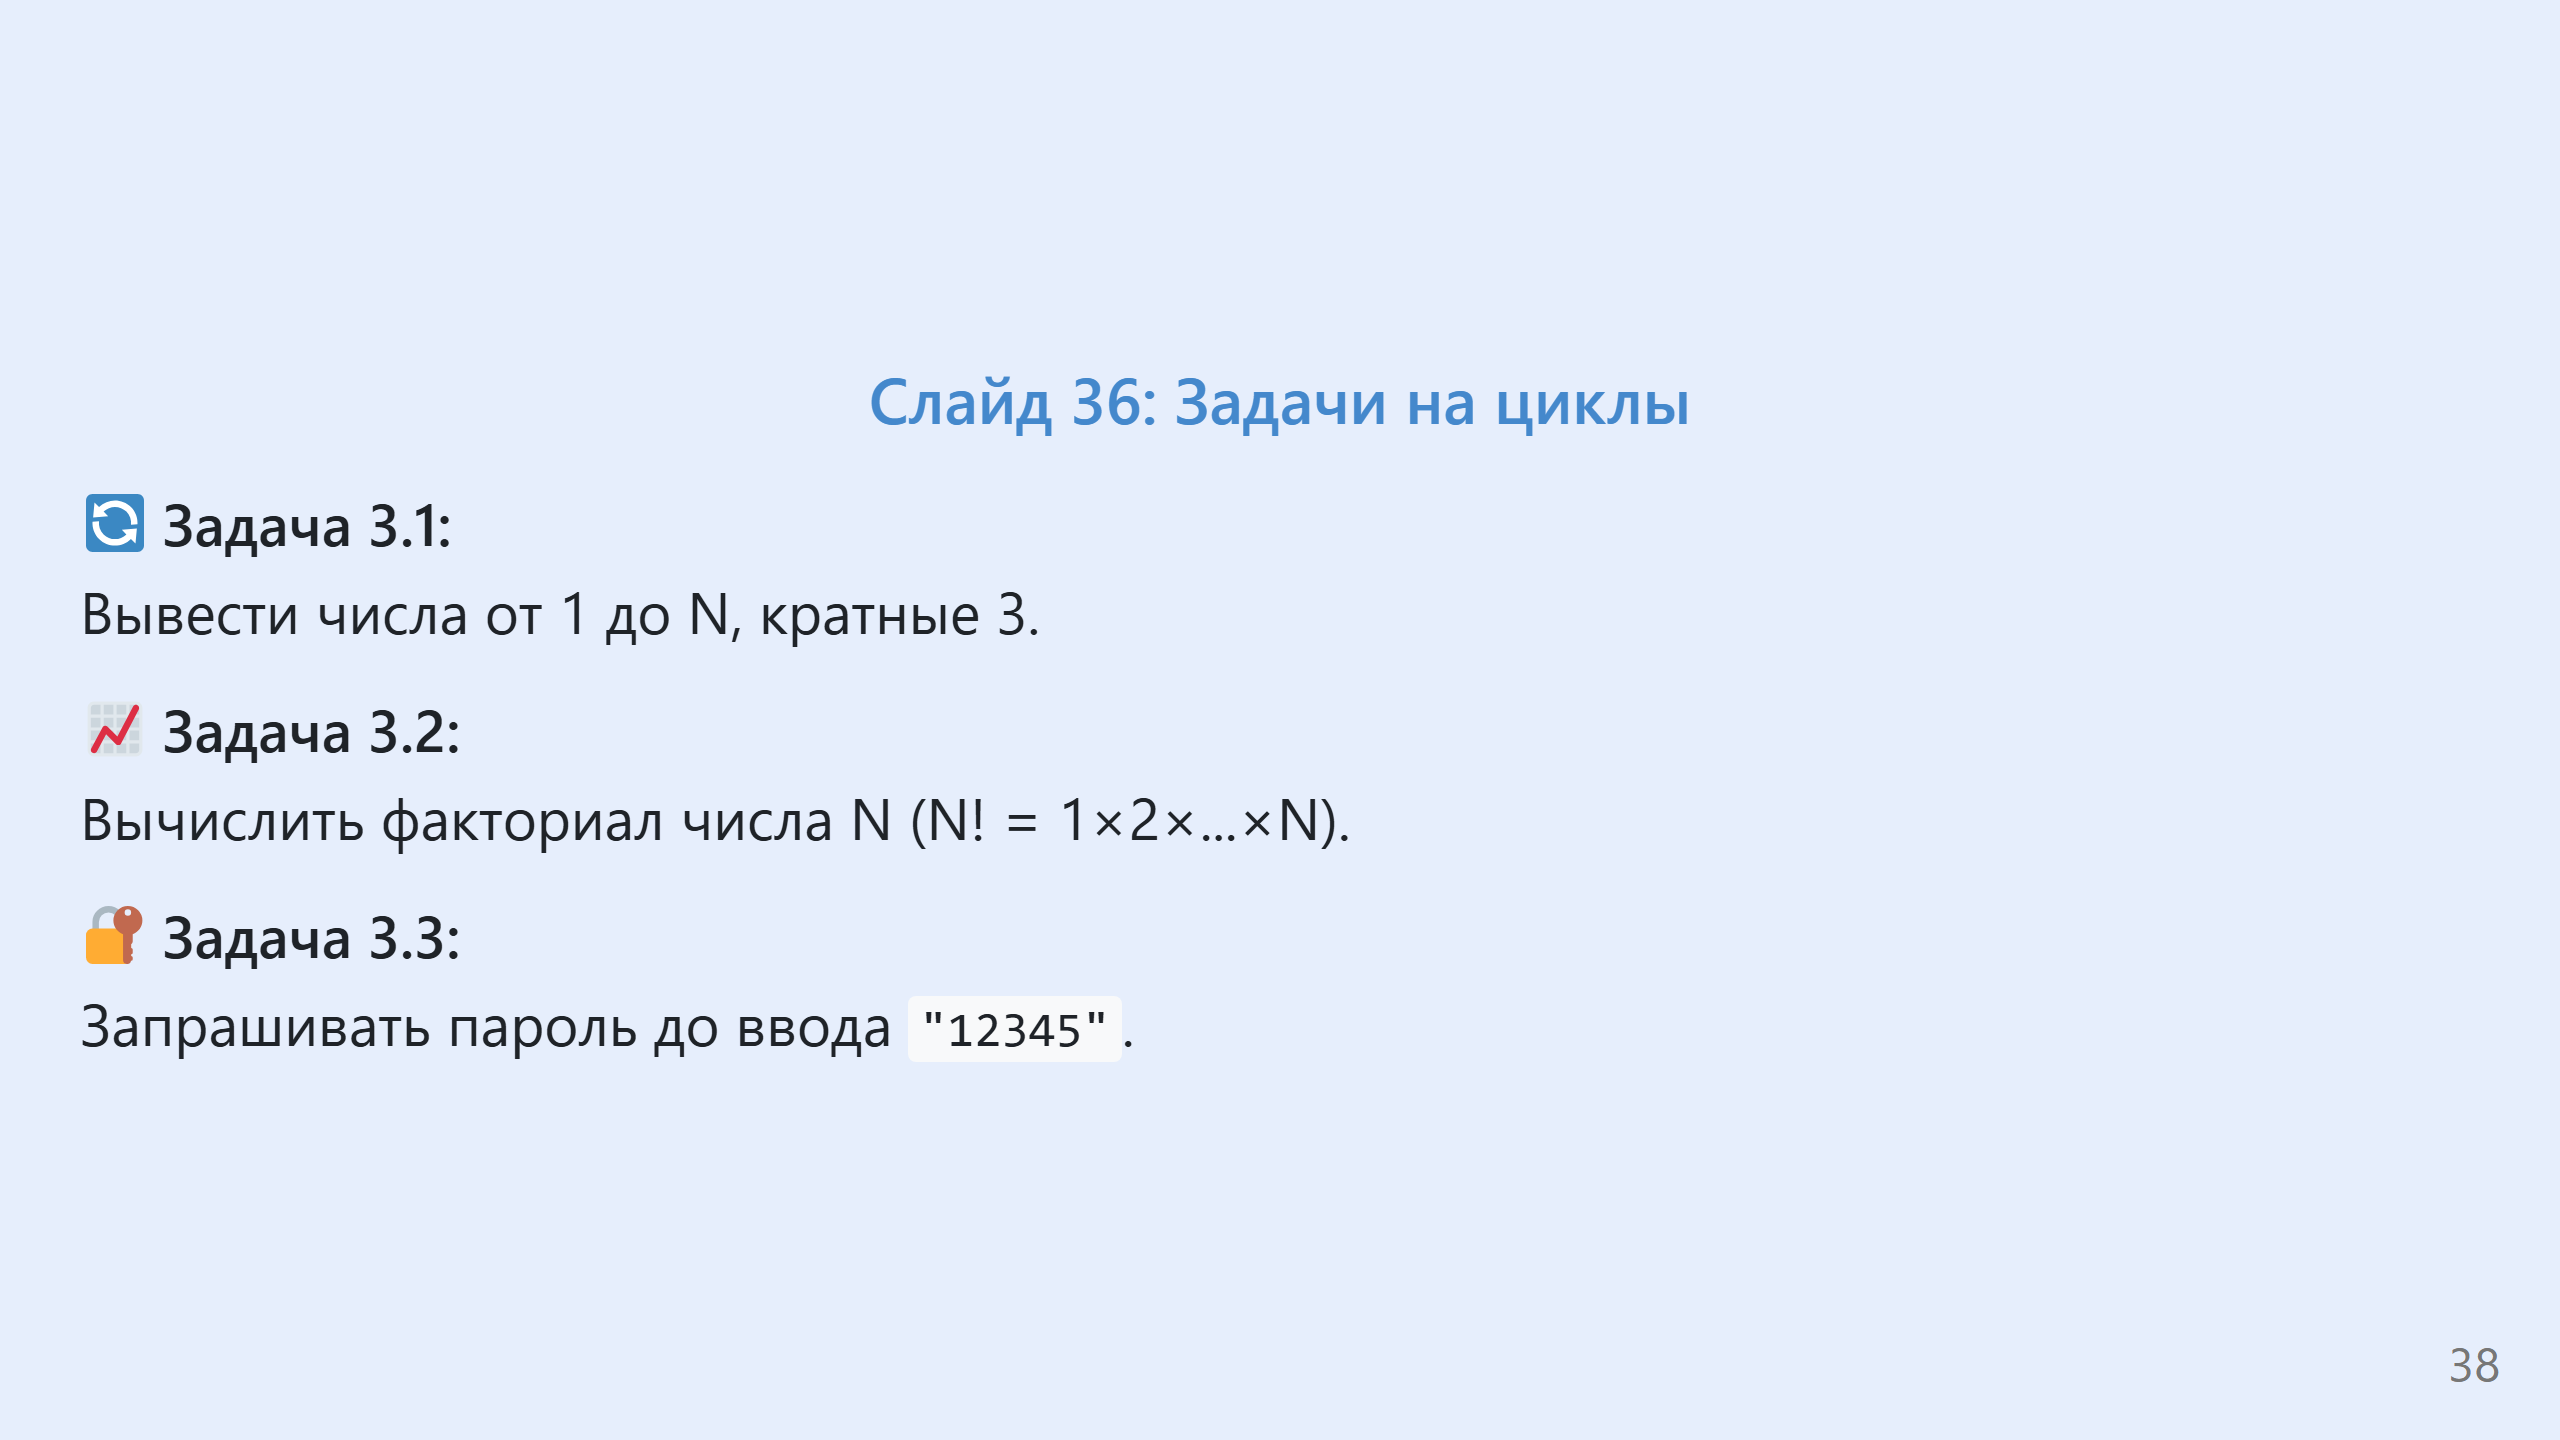 Слайд 36: Задачи на циклы
🔄 Задача 3.1:
Вывести числа от 1 до N, кратные 3.
📈 Задача 3.2:
Вычислить факториал числа N (N! = 1×2×...×N).
🔐 Задача 3.3:
Запрашивать пароль до ввода "12345".
38